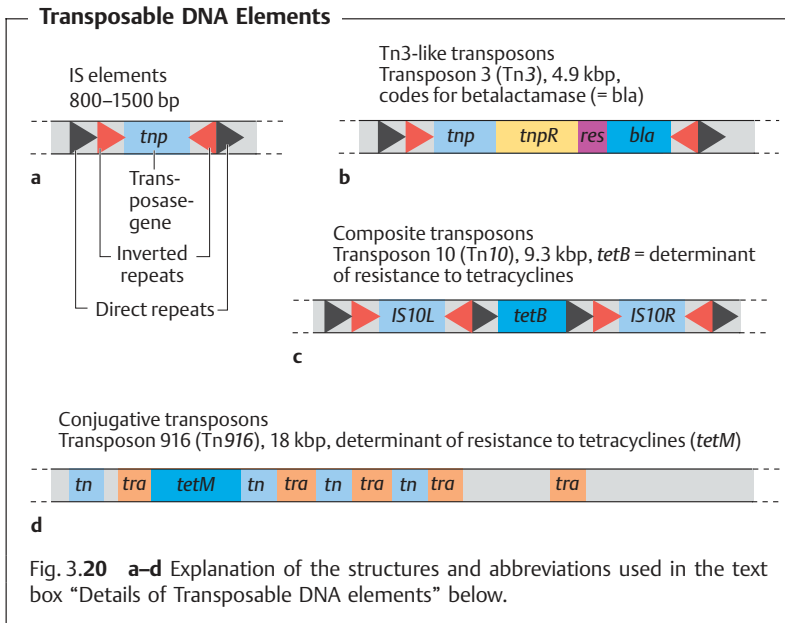 Transposable DNA Elements
IS elements
800–1500 bp
tnp
a
Trans-
posase-
gene
Inverted
repeats
Direct repeats
Tn3-like transposons
Transposon 3 (Tn3), 4.9 kbp,
codes for betalactamase (= bla)
tnp tnpR res bla
b
Composite transposons
Transposon 10 (Tn10), 9.3 kbp, tetB = determinant
of resistance to tetracyclines
IS10L tetB IS10R
c
Conjugative transposons
Transposon 916 (Tn916), 18 kbp, determinant of resistance to tetracyclines (tetM)
tn tra tetM tn tra tn tra tn tra tra
d
Fig. 3.20 a–d Explanation of the structures and abbreviations used in the text
box “Details of Transposable DNA elements” below.